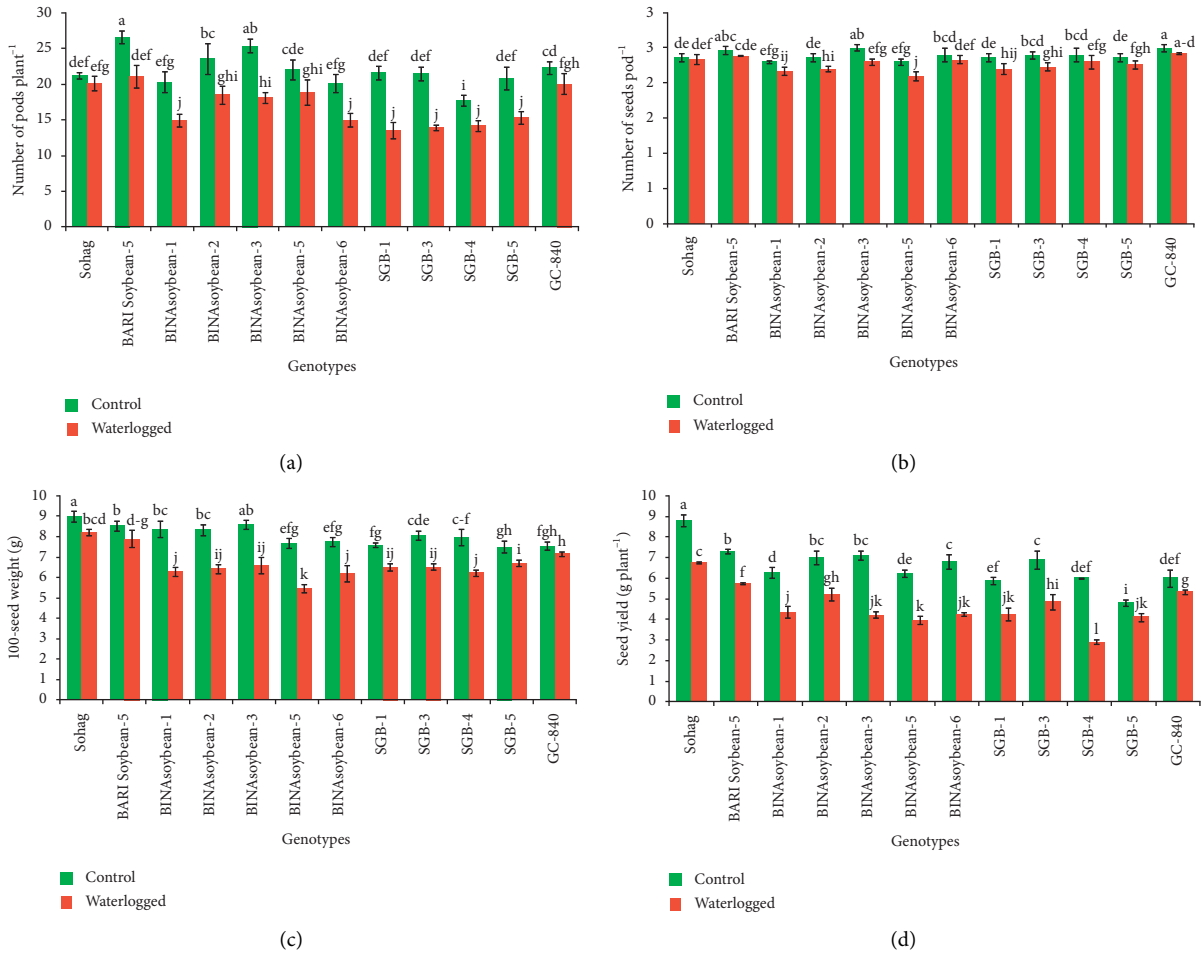 30
25
20
15
10
5
0
Number of pods plant⁻¹
def efg a def efg j bc ghi ab hi cde ghi efg j def j def j i j def j cd fgh
Sohag
BARI Soybean-5
BINAsoybean-1
BINAsoybean-2
BINAsoybean-3
BINAsoybean-5
BINAsoybean-6
SGB-1
SGB-3
SGB-4
SGB-5
GC-840
Genotypes
Control
Waterlogged
(a)
3
3
2
2
1
1
0
Number of seeds pod⁻¹
de def abc cde efg ij de hi ab efg efg j bcd def de hij bcd ghi bcd efg de fgh a a-d
Sohag
BARI Soybean-5
BINAsoybean-1
BINAsoybean-2
BINAsoybean-3
BINAsoybean-5
BINAsoybean-6
SGB-1
SGB-3
SGB-4
SGB-5
GC-840
Genotypes
Control
Waterlogged
(b)
10
9
8
7
6
5
4
3
2
1
0
100-seed weight (g)
a bcd b d-g bc j bc ij ab ij efg k efg j fg ij cde ij c-f j gh i fgh h
Sohag
BARI Soybean-5
BINAsoybean-1
BINAsoybean-2
BINAsoybean-3
BINAsoybean-5
BINAsoybean-6
SGB-1
SGB-3
SGB-4
SGB-5
GC-840
Genotypes
Control
Waterlogged
(c)
10
9
8
7
6
5
4
3
2
1
0
Seed yield (g plant⁻¹)
a c b f d j bc gh bc jk de k c jk ef jk c hi def l i jk def g
Sohag
BARI Soybean-5
BINAsoybean-1
BINAsoybean-2
BINAsoybean-3
BINAsoybean-5
BINAsoybean-6
SGB-1
SGB-3
SGB-4
SGB-5
GC-840
Genotypes
Control
Waterlogged
(d)